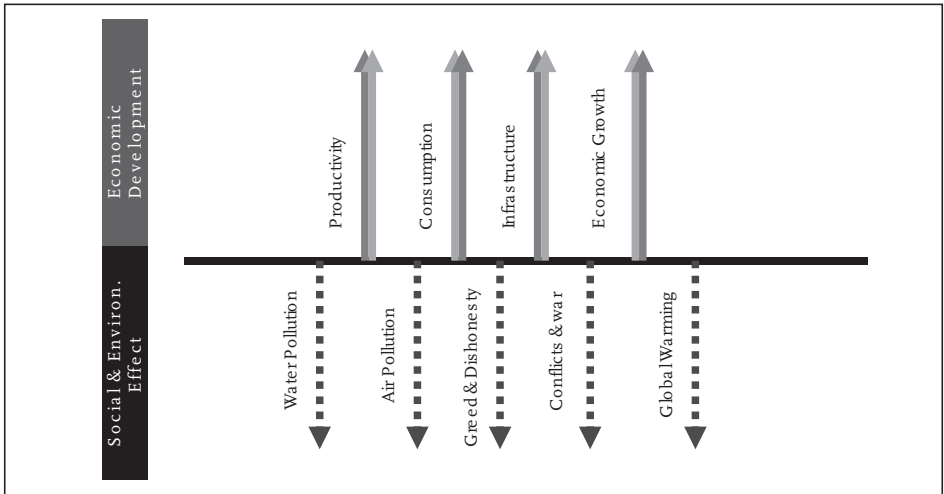 Economic
Development
Productivity
Consumption
Infrastructure
Economic Growth
Social & Environ.
Effect
Water Pollution
Air Pollution
Greed & Dishonesty
Conflicts & war
Global Warming